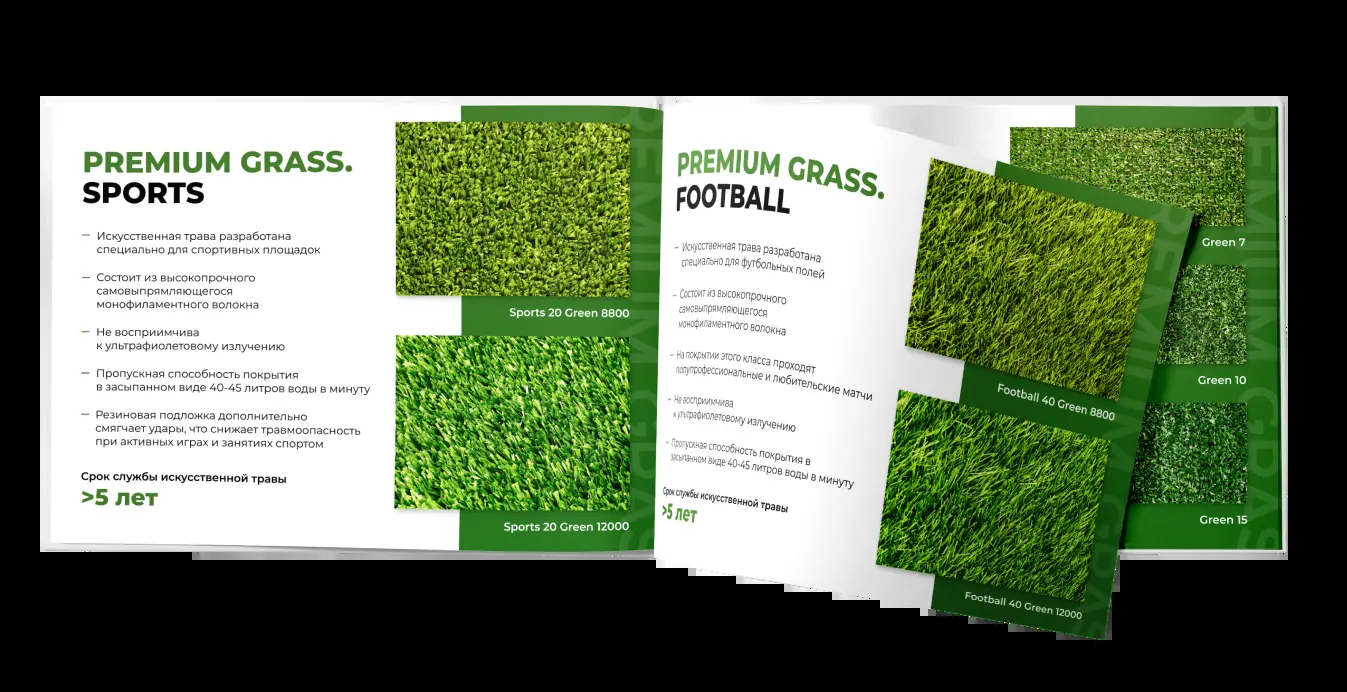 PREMIUM GRASS.
SPORTS
— Искусственная трава разработана
специально для спортивных площадок
— Состоит из высокопрочного
самовыпрямляющегося
монофиламентного волокна
— Не восприимчива
к ультрафиолетовому излучению
— Пропускная способность покрытия
в засыпанном виде 40-45 литров воды в минуту
— Резиновая подложка дополнительно
смягчает удары, что снижает травмоопасность
при активных играх и занятиях спортом
Срок службы искусственной травы
>5 лет
Sports 20 Green 8800
Sports 20 Green 12000
PREMIUM GRASS.
FOOTBALL
— Искусственная трава разработана
специально для футбольных полей
— Состоит из высокопрочного
самовыпрямляющегося
монофиламентного волокна
— На покрытии этого класса проходят
полупрофессиональные и любительские матчи
— Не восприимчива
к ультрафиолетовому излучению
— Пропускная способность покрытия в
засыпанном виде 40-45 литров воды в минуту
Срок службы искусственной травы
>5 лет
Football 40 Green 8800
Football 40 Green 12000
Green 7
Green 10
Green 15